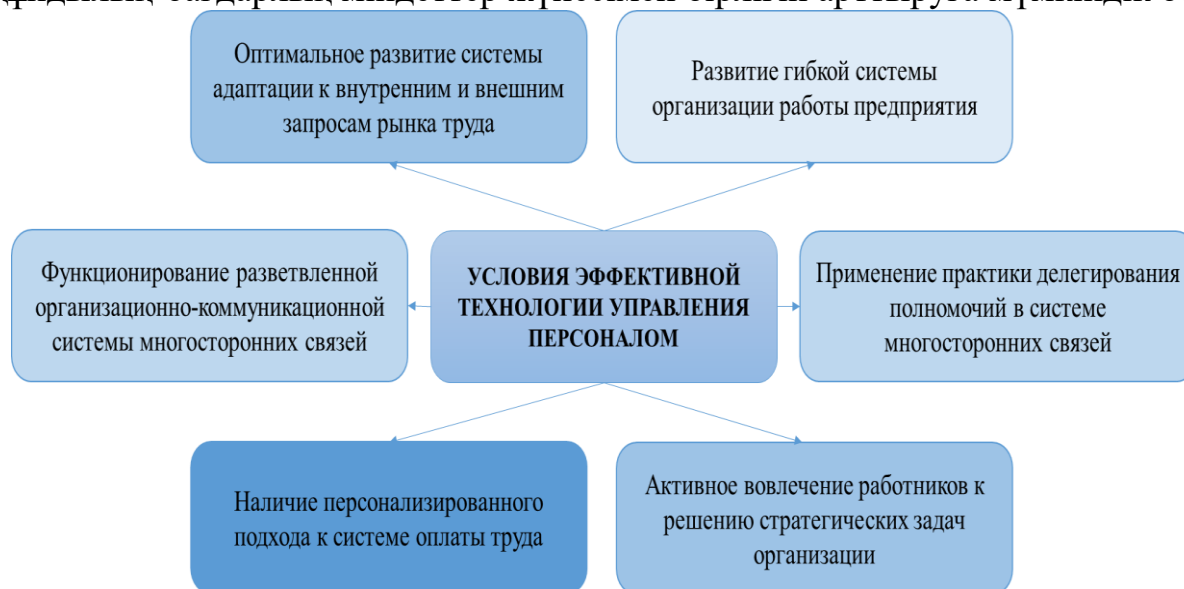 Оптимальное развитие системы
адаптации к внутренним и внешним
запросам рынка труда
Развитие гибкой системы
организации работы предприятия
Функционирование разветвленной
организационно-коммуникационной
системы многосторонних связей
УСЛОВИЯ ЭФФЕКТИВНОЙ
ТЕХНОЛОГИИ УПРАВЛЕНИЯ
ПЕРСОНАЛОМ
Применение практики делегирования
полномочий в системе
многосторонних связей
Наличие персонализированного
подхода к системе оплаты труда
Активное вовлечение работников к
решению стратегических задач
организации